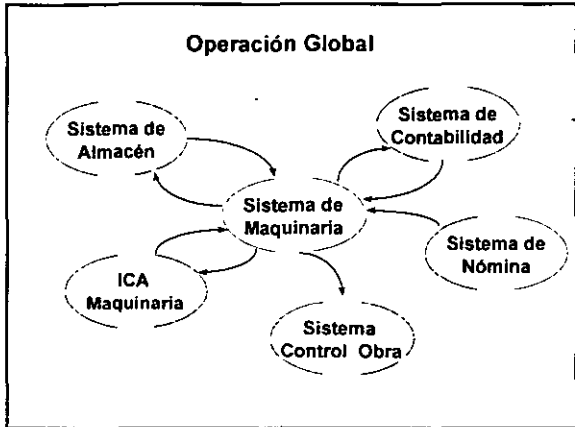 Operación Global
Sistema de
Almacén
Sistema de
Contabilidad
Sistema de
Maquinaria
Sistema de
Nómina
ICA
Maquinaria
Sistema
Control Obra